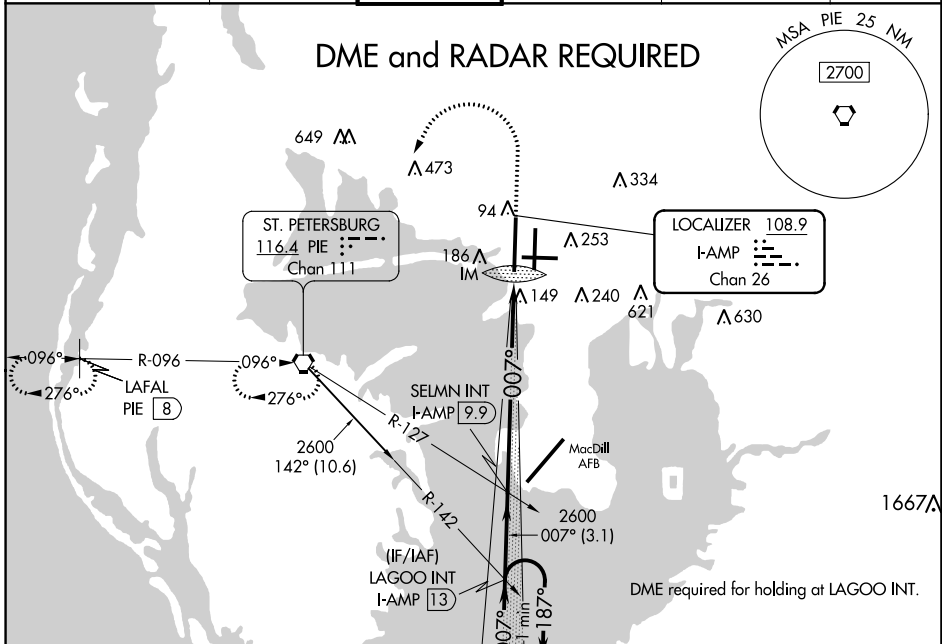 MSA PIE 25 NM
2700
DME and RADAR REQUIRED
649
473
334
94
ST. PETERSBURG
116.4 PIE
Chan 111
LOCALIZER 108.9
I-AMP
Chan 26
253
186
IM
149
240
621
630
096°
R-096
096°
276°
LAFAL
PIE 8
276°
007°
SELMN INT
I-AMP 9.9
R-127
2600
142° (10.6)
MacDill
AFB
R-142
1667
2600
007° (3.1)
(IF/IAF)
LAGOO INT
I-AMP 13
DME required for holding at LAGOO INT.
007°
1 min
187°